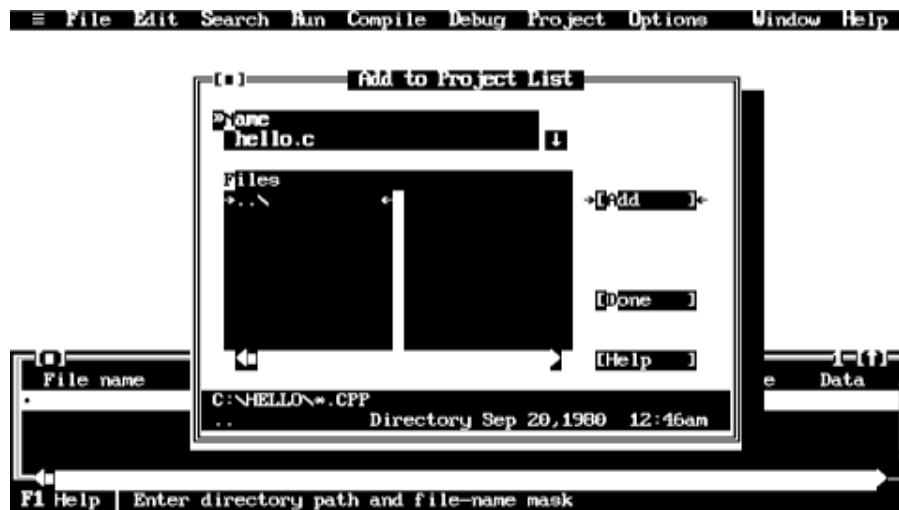 ≡ File Edit Search Run Compile Debug Project Options Window Help
[■] Add to Project List
»Name
hello.c ↓
Files
→..\ ←
→[Add ]←
[Done ]
[Help ]
[■] 1-[↑]
File name e Data
C:\HELLO\*.CPP
.. Directory Sep 20,1980 12:46am
F1 Help | Enter directory path and file-name mask